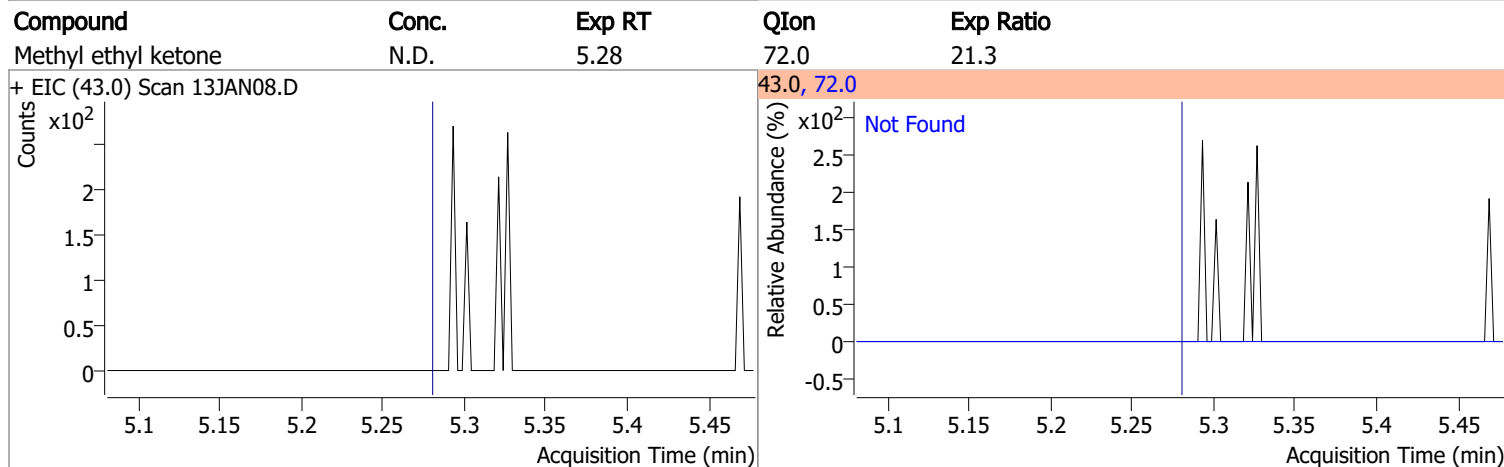 Compound Conc. Exp RT QIon Exp Ratio
Methyl ethyl ketone N.D. 5.28 72.0 21.3
+ EIC (43.0) Scan 13JAN08.D
Counts
x10²
2
1.5
1
0.5
0
5.1 5.15 5.2 5.25 5.3 5.35 5.4 5.45
Acquisition Time (min)
43.0, 72.0
Relative Abundance (%)
x10²
Not Found
2.5
2
1.5
1
0.5
0
-0.5
5.1 5.15 5.2 5.25 5.3 5.35 5.4 5.45
Acquisition Time (min)